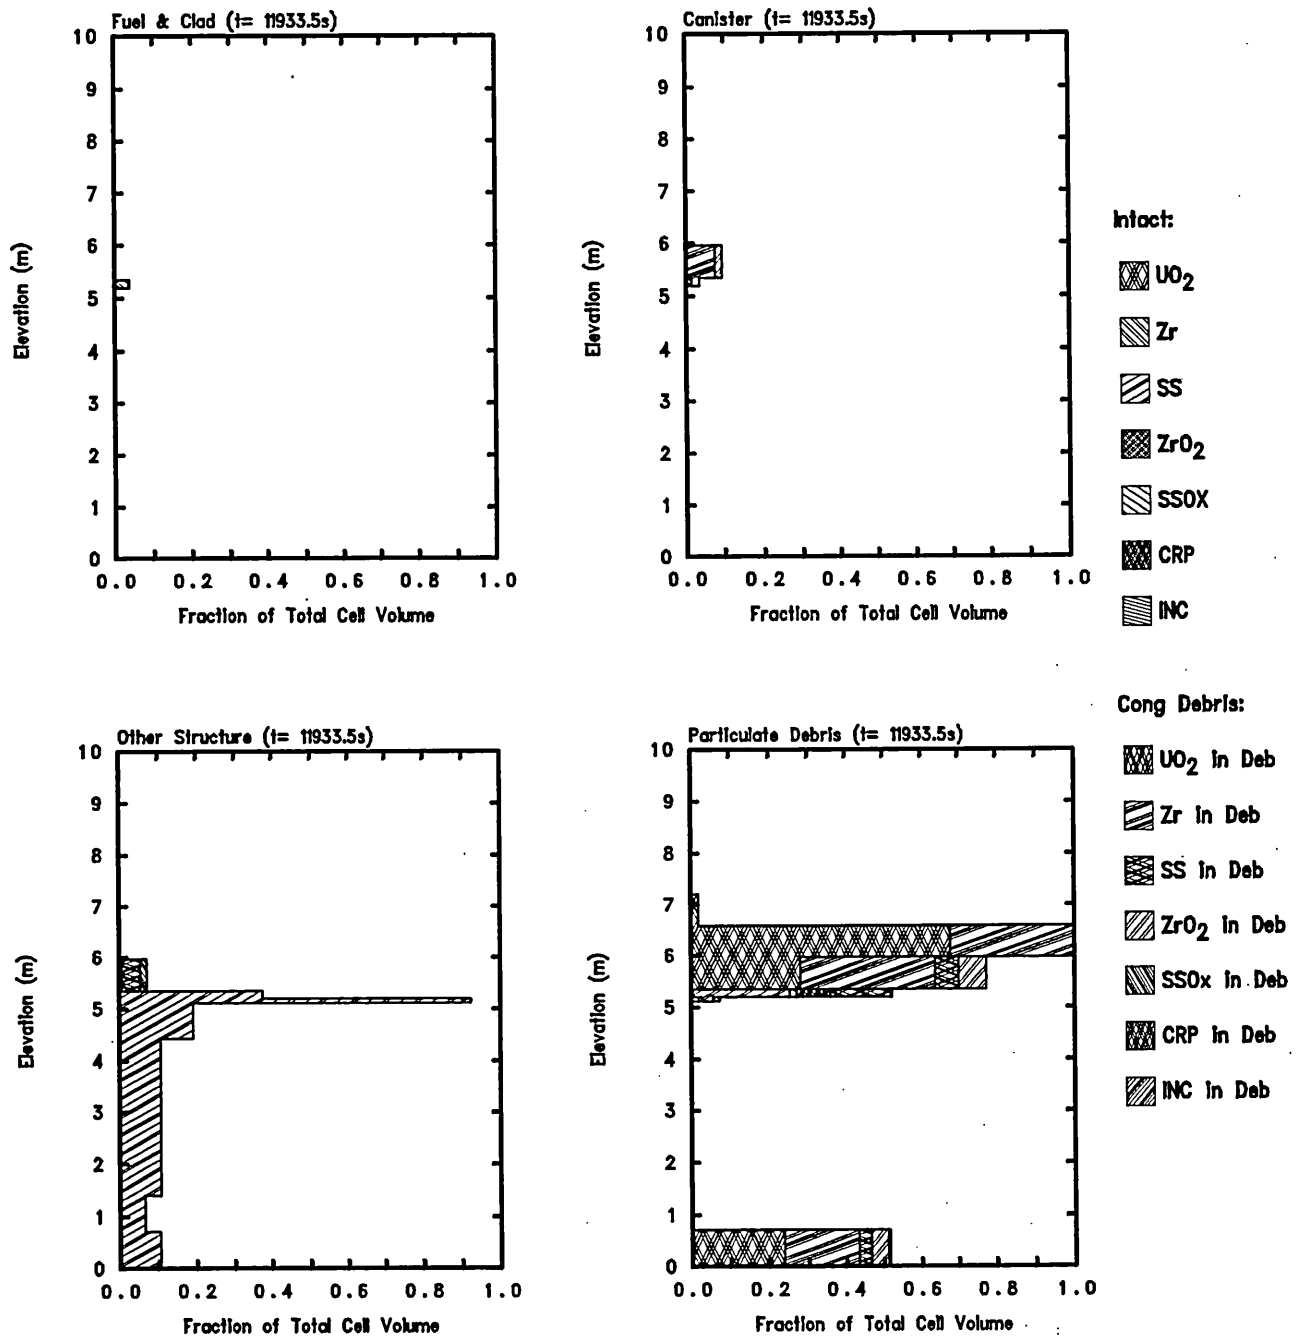 Fuel & Clad (t= 11933.5s)
10
9
8
7
6
5
4
3
2
1
0
Elevation (m)
0.0 0.2 0.4 0.6 0.8 1.0
Fraction of Total Cell Volume
Canister (t= 11933.5s)
10
9
8
7
6
5
4
3
2
1
0
Elevation (m)
0.0 0.2 0.4 0.6 0.8 1.0
Fraction of Total Cell Volume
Intact:
UO2
Zr
SS
ZrO2
SSOX
CRP
INC
Other Structure (t= 11933.5s)
10
9
8
7
6
5
4
3
2
1
0
Elevation (m)
0.0 0.2 0.4 0.6 0.8 1.0
Fraction of Total Cell Volume
Particulate Debris (t= 11933.5s)
10
9
8
7
6
5
4
3
2
1
0
Elevation (m)
0.0 0.2 0.4 0.6 0.8 1.0
Fraction of Total Cell Volume
Cong Debris:
UO2 in Deb
Zr in Deb
SS in Deb
ZrO2 in Deb
SSOx in Deb
CRP in Deb
INC in Deb